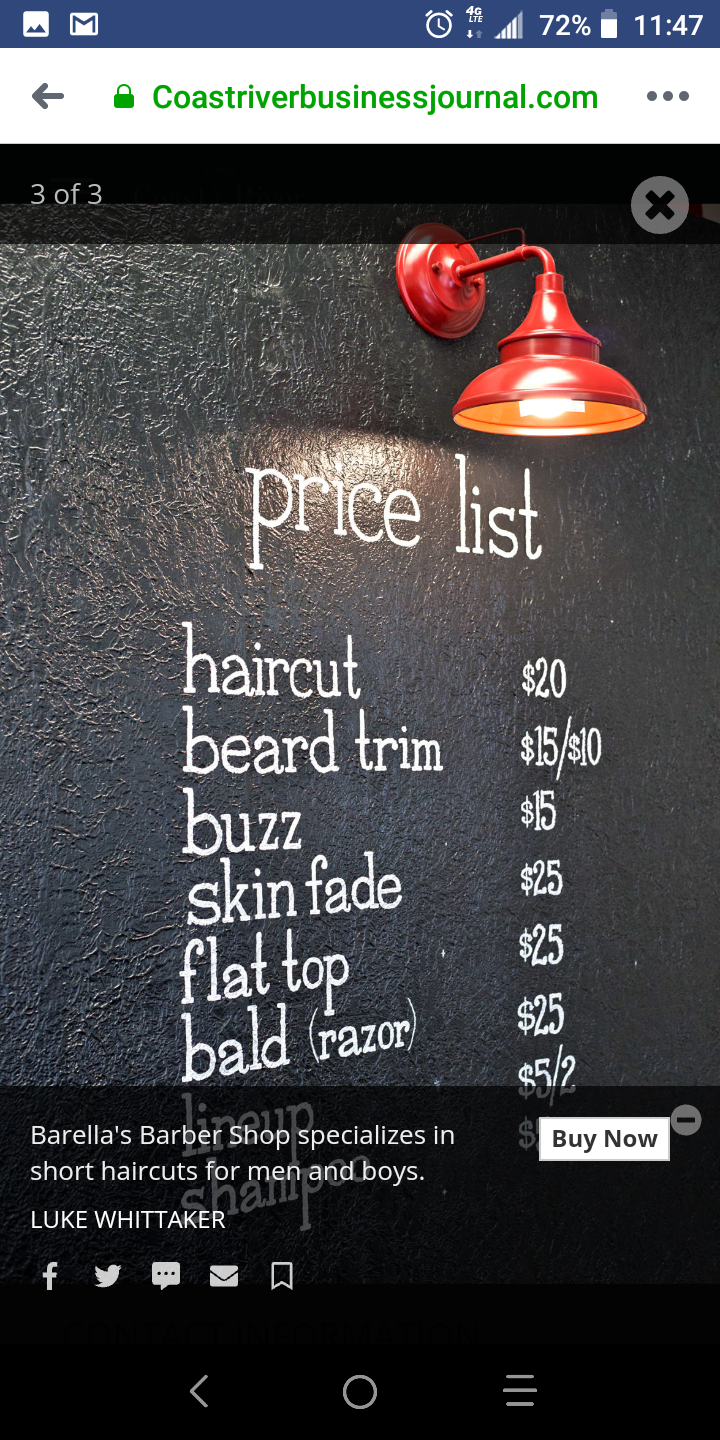 4G
LTE
72% 11:47
Coastriverbusinessjournal.com
3 of 3
price list
haircut $20
beard trim $15/$10
buzz $15
skin fade $25
flat top $25
bald (razor) $25
lineup $5/2
shampoo $
Barella's Barber Shop specializes in
short haircuts for men and boys.
Buy Now
LUKE WHITTAKER
CONTACT INFORMATION